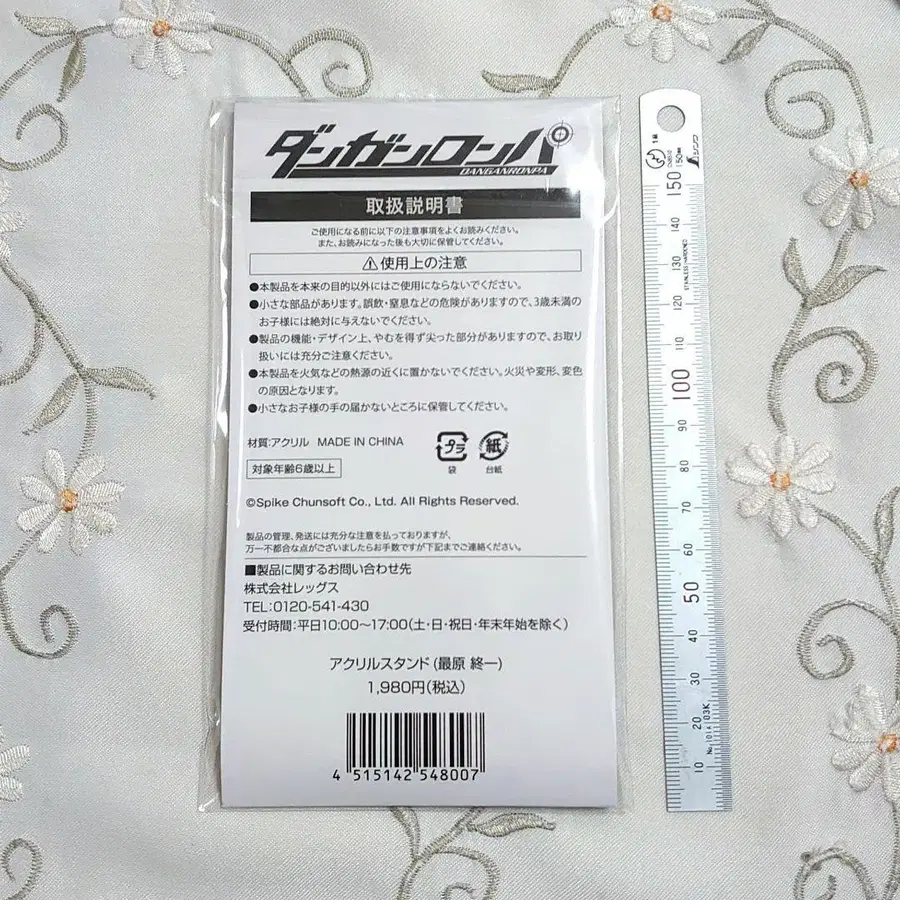 ダンガンロンパ
DANGANRONPA
取扱説明書
ご使用になる前に以下の注意事項をよくお読みください。
また、お読みになった後も大切に保管してください。
⚠使用上の注意
●本製品を本来の目的以外にはご使用にならないでください。
●小さな部品があります。誤飲・窒息などの危険がありますので、3歳未満の
お子様には絶対に与えないでください。
●製品の機能・デザイン上、やむを得ず尖った部分がありますので、お取り
扱いには充分ご注意ください。
●本製品を火気などの熱源の近くに置かないでください。火災や変形、変色
の原因となります。
●小さなお子様の手の届かないところに保管してください。
材質:アクリル MADE IN CHINA
プラ
袋
紙
台紙
対象年齢6歳以上
©Spike Chunsoft Co., Ltd. All Rights Reserved.
製品の管理、発送には充分な注意を払っておりますが、
万一不都合な点がございましたらお手数ですが下記までご連絡ください。
■製品に関するお問い合わせ先
株式会社レッグス
TEL:0120-541-430
受付時間:平日10:00〜17:00(土・日・祝日・年末年始を除く)
アクリルスタンド(最原 終一)
1,980円(税込)
4 515142 548007
1級
シンワ
150
140
130
120
110
100
90
80
70
60
50
40
30
20
10
STAINLESS HARDENED